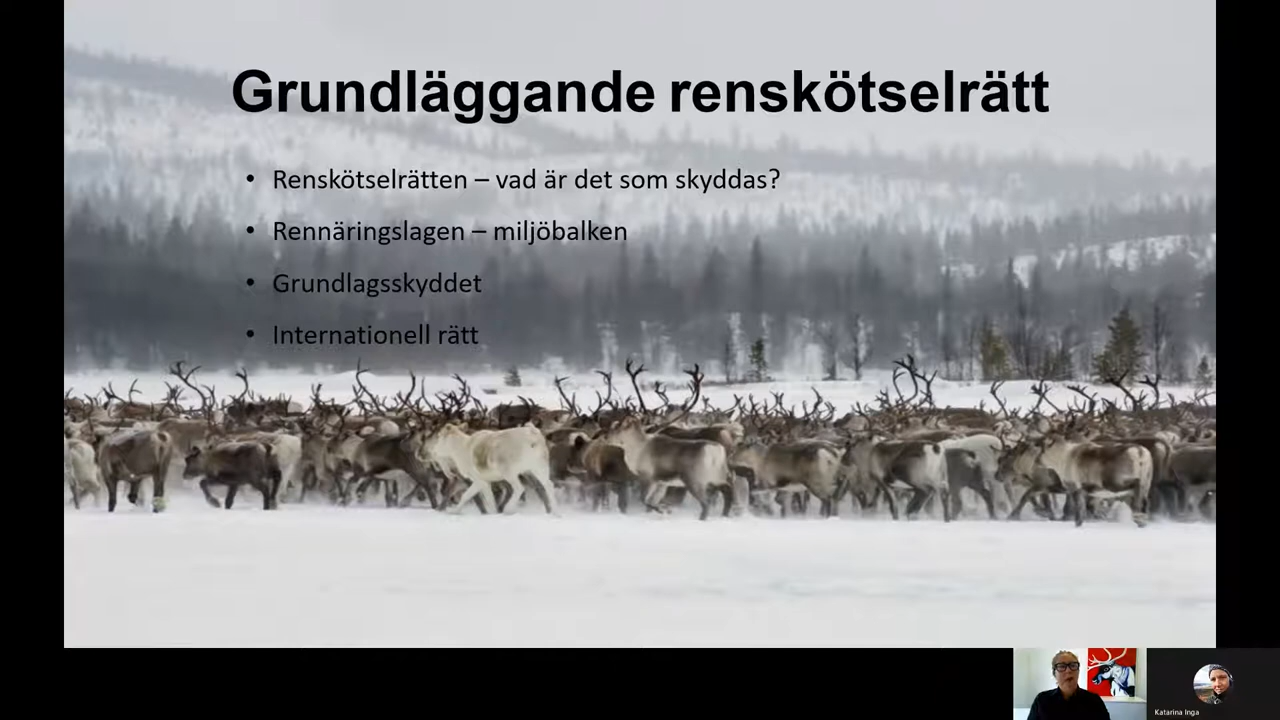 Grundläggande renskötselrätt
• Renskötselrätten – vad är det som skyddas?
• Rennäringslagen – miljöbalken
• Grundlagsskyddet
• Internationell rätt
Katarina Inga